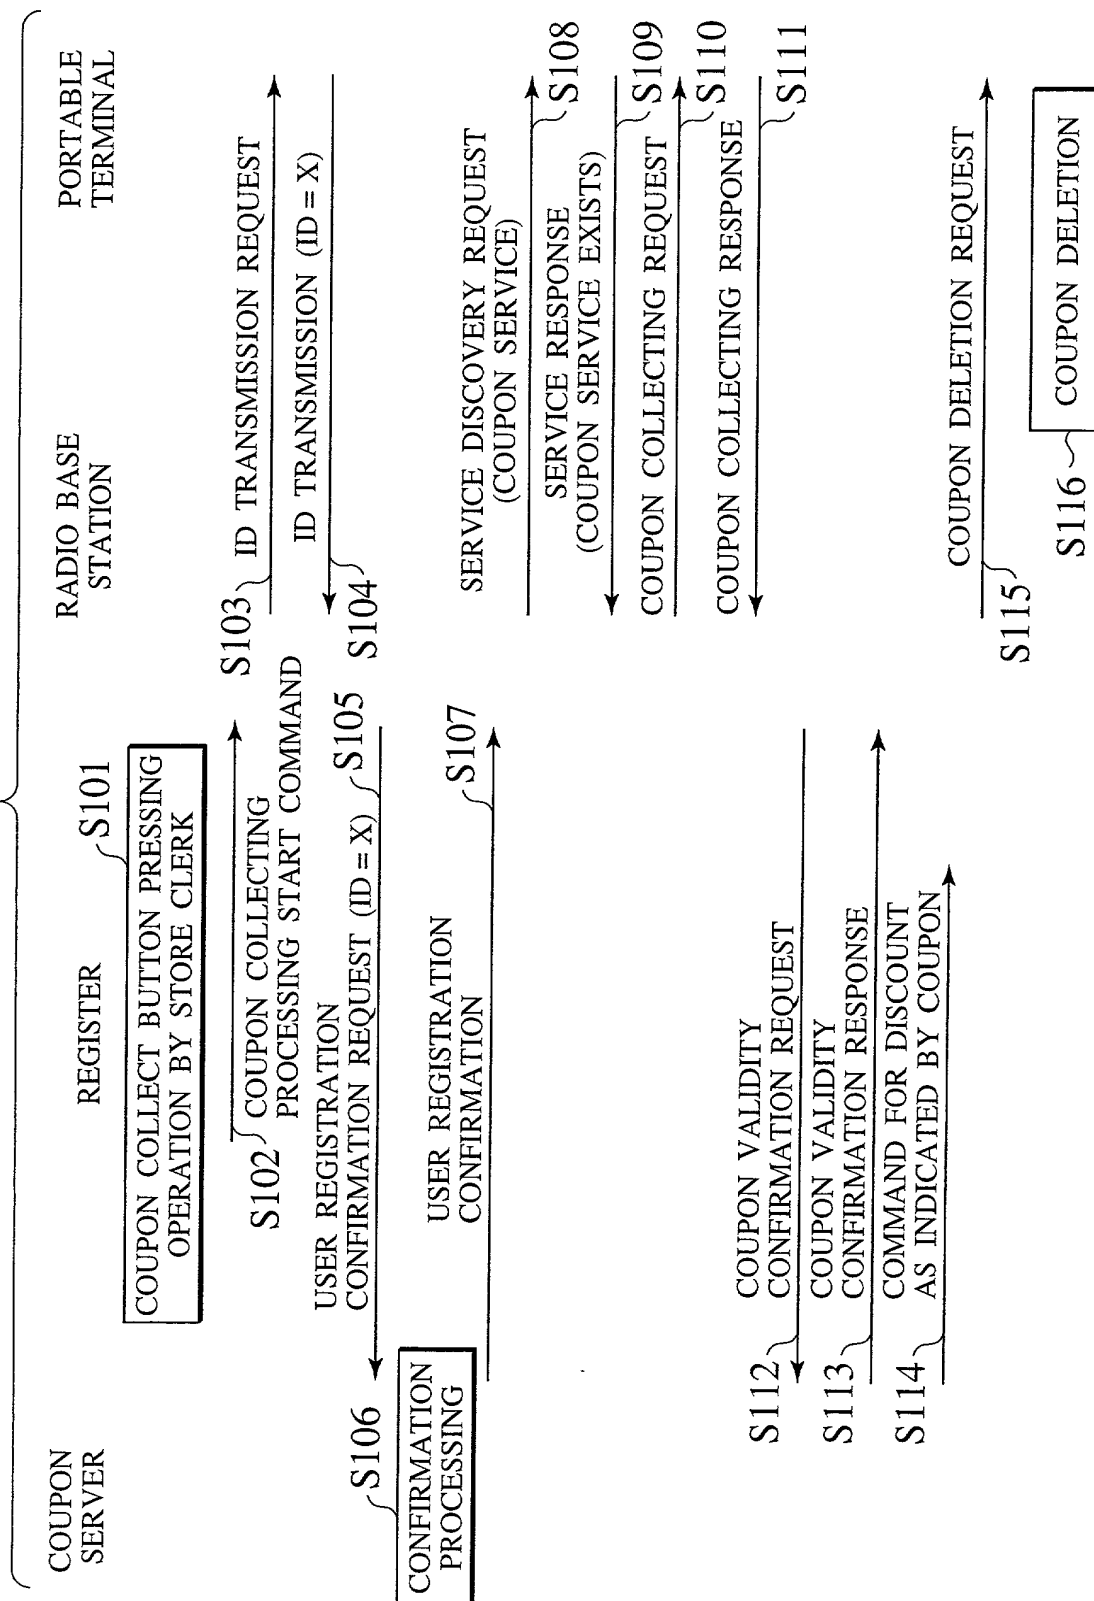 COUPON
SERVER
REGISTER
RADIO BASE
STATION
PORTABLE
TERMINAL
S101
COUPON COLLECT BUTTON PRESSING
OPERATION BY STORE CLERK
S102
COUPON COLLECTING
PROCESSING START COMMAND
S103
ID TRANSMISSION REQUEST
ID TRANSMISSION (ID = X)
S104
USER REGISTRATION
CONFIRMATION REQUEST (ID = X)
S105
S106
CONFIRMATION
PROCESSING
USER REGISTRATION
CONFIRMATION
S107
SERVICE DISCOVERY REQUEST
(COUPON SERVICE)
S108
SERVICE RESPONSE
(COUPON SERVICE EXISTS)
S109
COUPON COLLECTING REQUEST
S110
COUPON COLLECTING RESPONSE
S111
COUPON VALIDITY
CONFIRMATION REQUEST
S112
COUPON VALIDITY
CONFIRMATION RESPONSE
S113
COMMAND FOR DISCOUNT
AS INDICATED BY COUPON
S114
COUPON DELETION REQUEST
S115
S116
COUPON DELETION